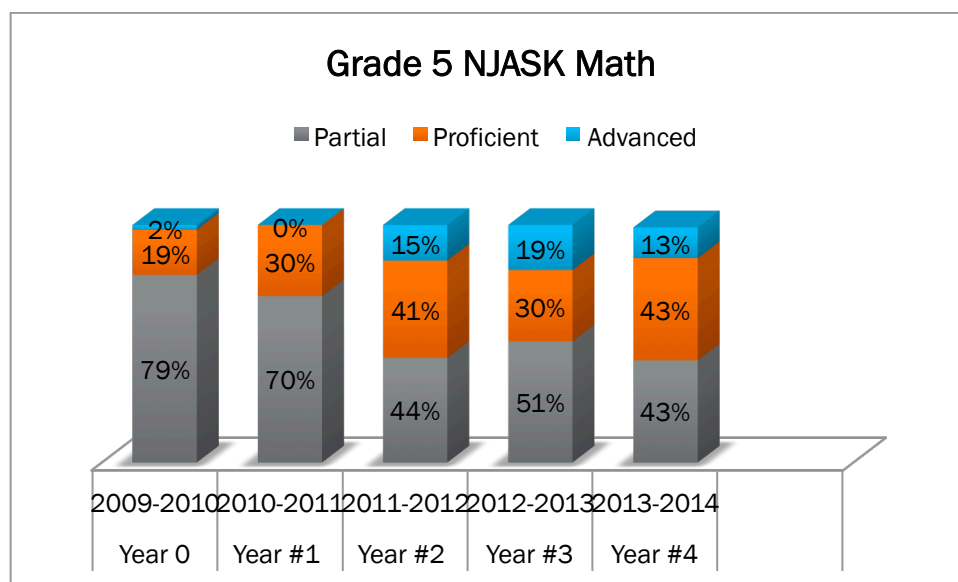 Grade 5 NJASK Math
Partial Proficient Advanced
2% 0% 15% 19% 13%
19% 30% 41% 30% 43%
79% 70% 44% 51% 43%
2009-2010 2010-2011 2011-2012 2012-2013 2013-2014
Year 0 Year #1 Year #2 Year #3 Year #4